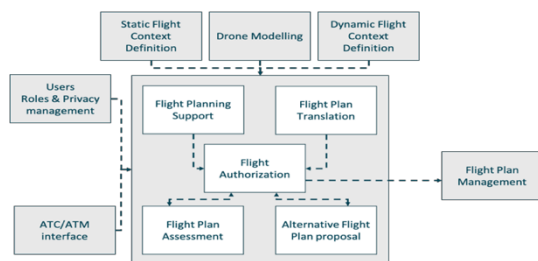 Static Flight
Context
Definition
Drone Modelling
Dynamic Flight
Context
Definition
Users
Roles & Privacy
management
Flight Planning
Support
Flight Plan
Translation
Flight
Authorization
Flight Plan
Management
ATC/ATM
interface
Flight Plan
Assessment
Alternative Flight
Plan proposal